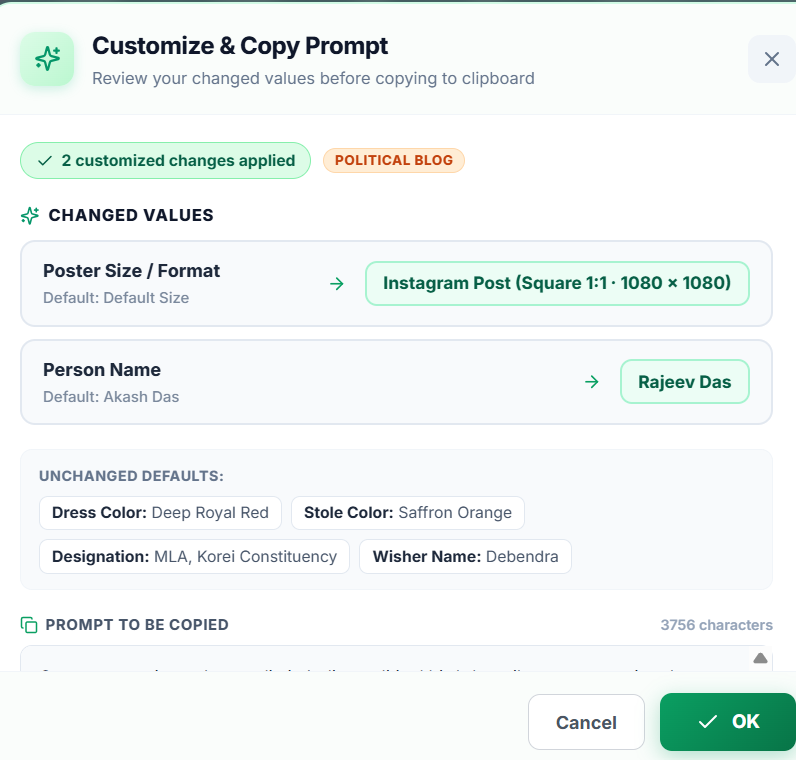 Customize & Copy Prompt
Review your changed values before copying to clipboard
2 customized changes applied
POLITICAL BLOG
CHANGED VALUES
Poster Size / Format
Default: Default Size
Instagram Post (Square 1:1 · 1080 × 1080)
Person Name
Default: Akash Das
Rajeev Das
UNCHANGED DEFAULTS:
Dress Color: Deep Royal Red
Stole Color: Saffron Orange
Designation: MLA, Korei Constituency
Wisher Name: Debendra
PROMPT TO BE COPIED
3756 characters
Cancel
OK